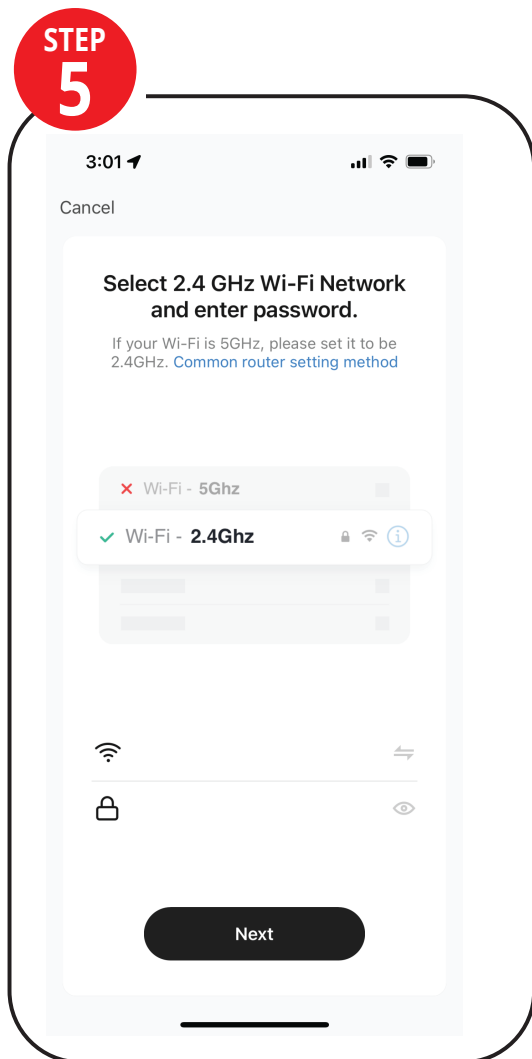 STEP
5
3:01
Cancel
Select 2.4 GHz Wi-Fi Network
and enter password.
If your Wi-Fi is 5GHz, please set it to be
2.4GHz. Common router setting method
Wi-Fi - 5Ghz
Wi-Fi - 2.4Ghz
Next